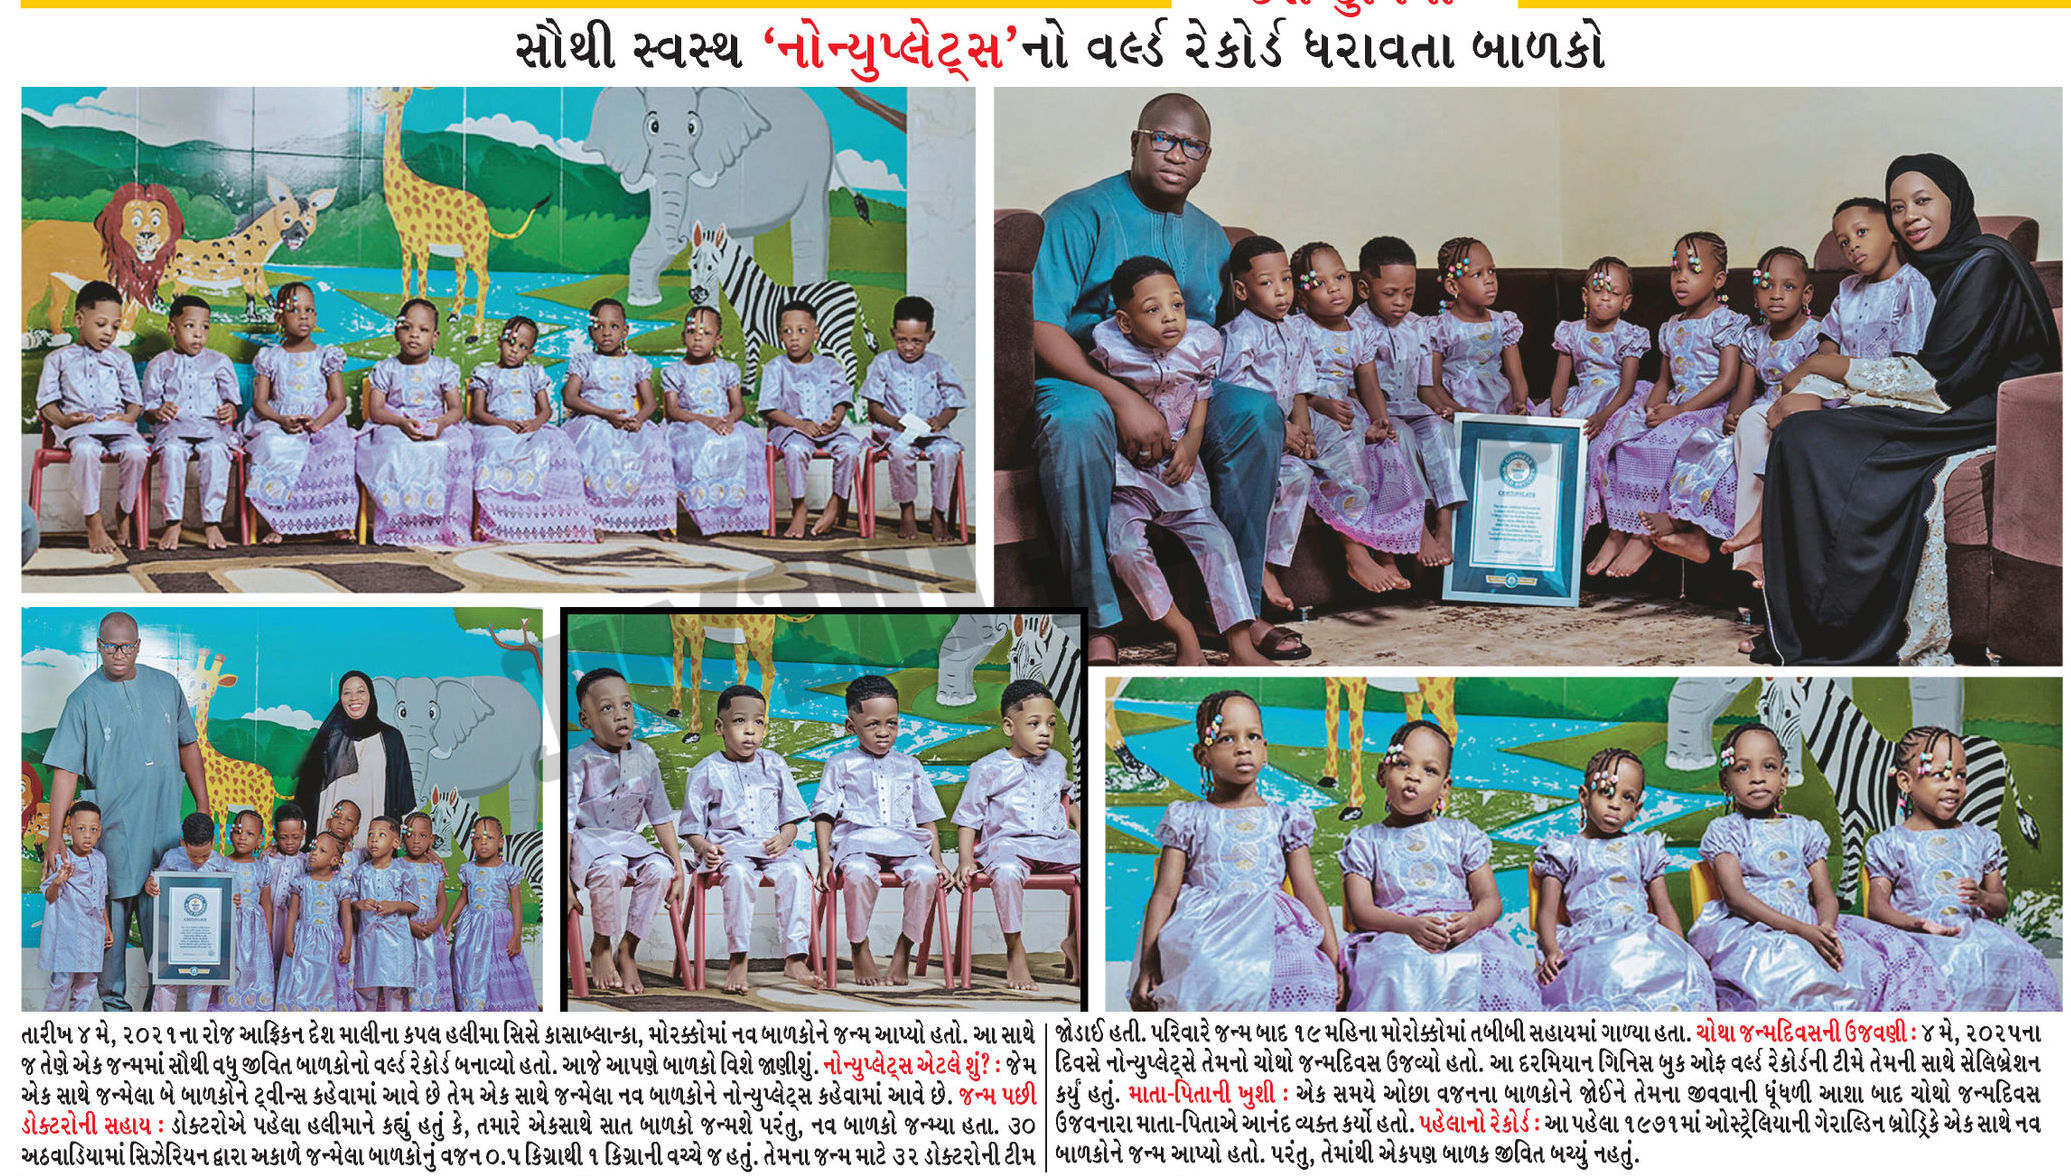 સૌથી સ્વસ્થ ‘નોન્યુપ્લેટ્સ’નો વર્લ્ડ રેકોર્ડ ધરાવતા બાળકો
CERTIFICATE
CERTIFICATE
તારીખ ૪ મે, ૨૦૨૧ ના રોજ આફ્રિકન દેશ માલીના કપલ હલીમા સિસે કાસાબ્લાન્કા, મોરક્કોમાં નવ બાળકોને જન્મ આપ્યો હતો. આ સાથે
જ તેણે એક જન્મમાં સૌથી વધુ જીવિત બાળકોનો વર્લ્ડ રેકોર્ડ બનાવ્યો હતો. આજે આપણે બાળકો વિશે જાણીશું. નોન્યુપ્લેટ્સ એટલે શું? : જેમ
એક સાથે જન્મેલા બે બાળકોને ટ્વીન્સ કહેવામાં આવે છે તેમ એક સાથે જન્મેલા નવ બાળકોને નોન્યુપ્લેટ્સ કહેવામાં આવે છે. જન્મ પછી
ડોક્ટરોની સહાય : ડોક્ટરોએ પહેલા હલીમાને કહ્યું હતું કે, તમારે એકસાથે સાત બાળકો જન્મશે પરંતુ, નવ બાળકો જન્મ્યા હતા. ૩૦
અઠવાડિયામાં સિઝેરિયન દ્વારા અકાળે જન્મેલા બાળકોનું વજન ૦.૫ કિગ્રાથી ૧ કિગ્રાની વચ્ચે જ હતું. તેમના જન્મ માટે ૩૨ ડોક્ટરોની ટીમ
જોડાઈ હતી. પરિવારે જન્મ બાદ ૧૯ મહિના મોરોક્કોમાં તબીબી સહાયમાં ગાળ્યા હતા. ચોથા જન્મદિવસની ઉજવણી : ૪ મે, ૨૦૨૫ના
દિવસે નોન્યુપ્લેટ્સે તેમનો ચોથો જન્મદિવસ ઉજવ્યો હતો. આ દરમિયાન ગિનિસ બુક ઓફ વર્લ્ડ રેકોર્ડની ટીમે તેમની સાથે સેલિબ્રેશન
કર્યું હતું. માતા-પિતાની ખુશી : એક સમયે ઓછા વજનના બાળકોને જોઈને તેમના જીવવાની ધૂંધળી આશા બાદ ચોથો જન્મદિવસ
ઉજવનારા માતા-પિતાએ આનંદ વ્યક્ત કર્યો હતો. પહેલાનો રેકોર્ડ : આ પહેલા ૧૯૭૧માં ઓસ્ટ્રેલિયાની ગેરાલ્ડિન બ્રોડ્રિકે એક સાથે નવ
બાળકોને જન્મ આપ્યો હતો. પરંતુ, તેમાંથી એકપણ બાળક જીવિત બચ્યું નહતું.